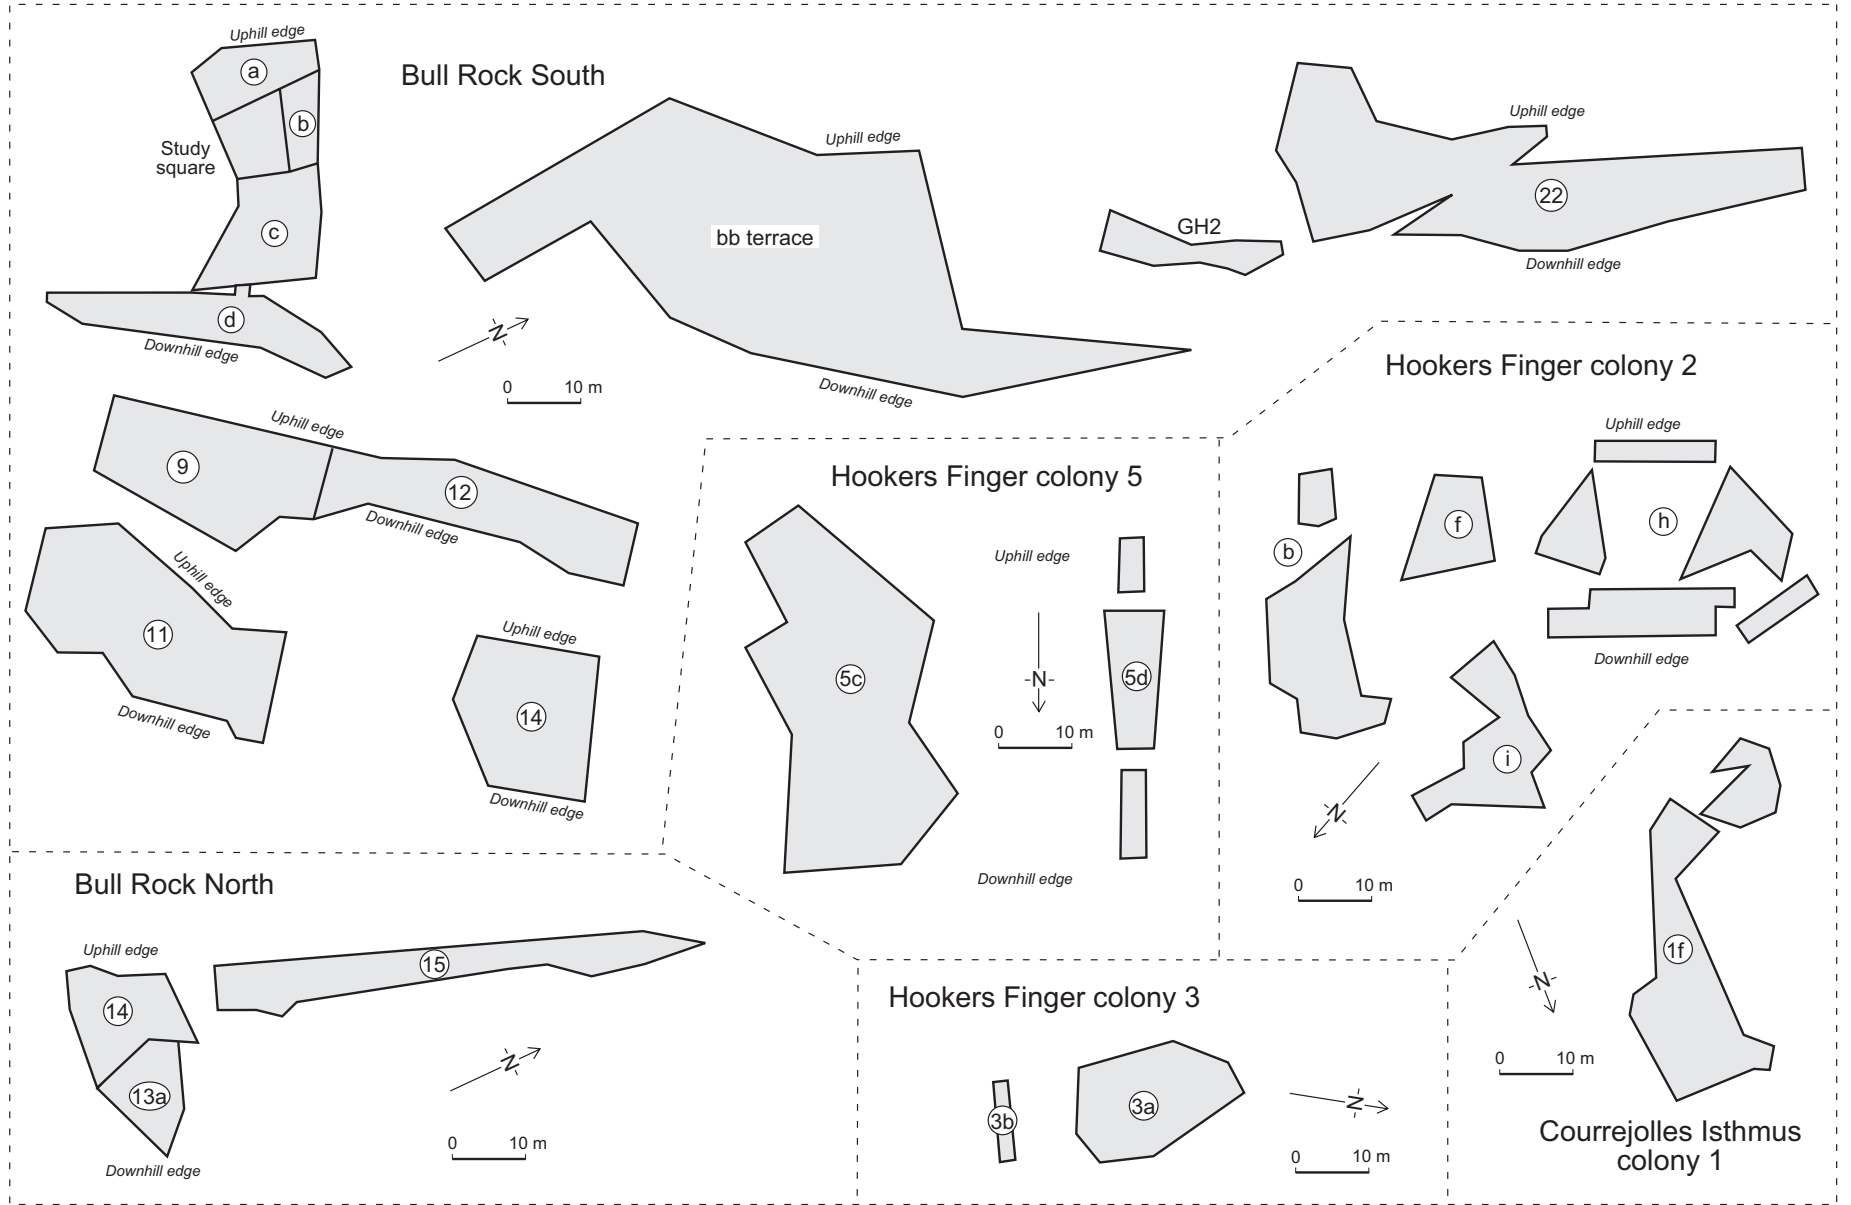 Bull Rock South
Uphill edge
a
b
Study
square
c
d
Downhill edge
Uphill edge
bb terrace
Downhill edge
-N-
0 10 m
GH2
Uphill edge
22
Downhill edge
Uphill edge
9
12
Downhill edge
Uphill edge
11
Downhill edge
Uphill edge
14
Downhill edge
Hookers Finger colony 5
Uphill edge
5c
-N-
5d
0 10 m
Downhill edge
Hookers Finger colony 2
Uphill edge
b
f
h
Downhill edge
i
-N-
0 10 m
Bull Rock North
Uphill edge
14
15
13a
Downhill edge
-N-
0 10 m
Hookers Finger colony 3
3b
3a
-N-
0 10 m
1f
-N-
0 10 m
Courrejolles Isthmus
colony 1